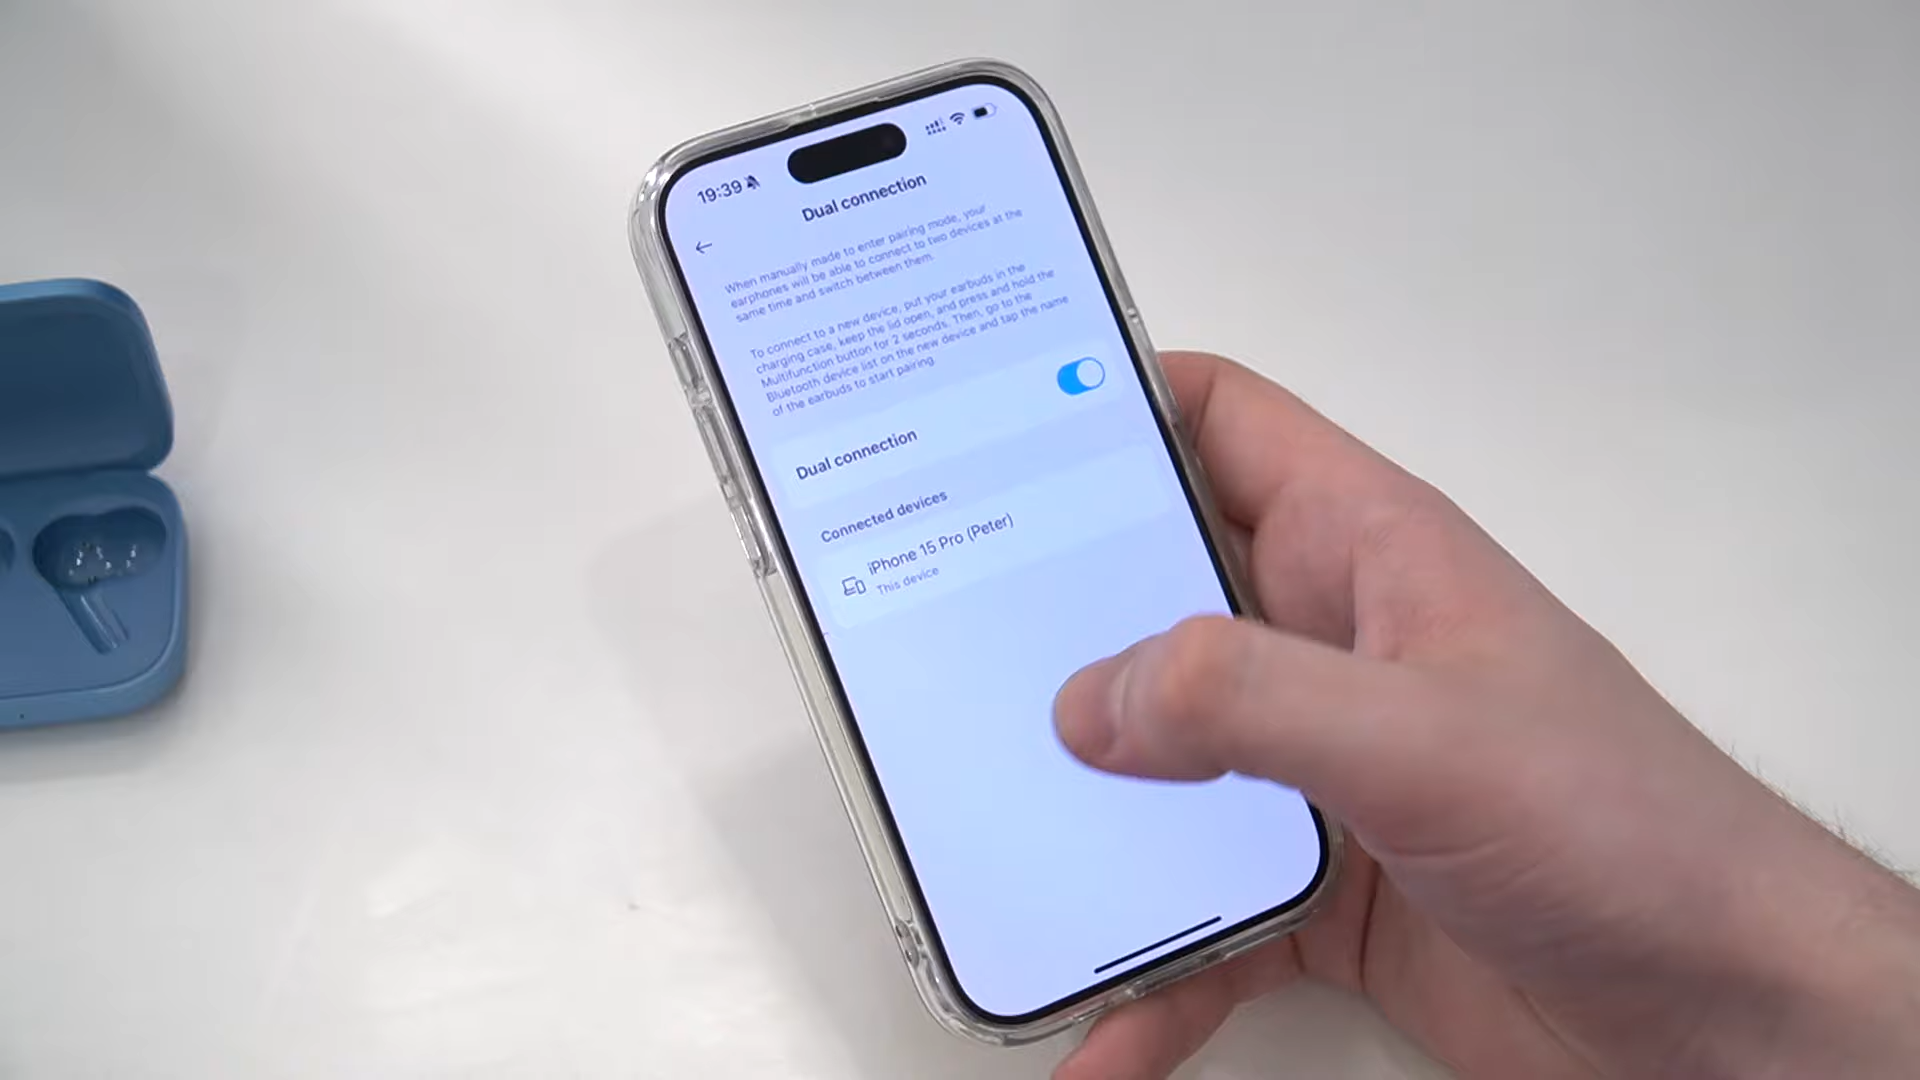 19:39
Dual connection
When manually made to enter pairing mode, your
earphones will be able to connect to two devices at the
same time and switch between them.
To connect to a new device, put your earbuds in the
charging case, keep the lid open, and press and hold the
Multifunction button for 2 seconds. Then, go to the
Bluetooth device list on the new device and tap the name
of the earbuds to start pairing.
Dual connection
Connected devices
iPhone 15 Pro (Peter)
This device